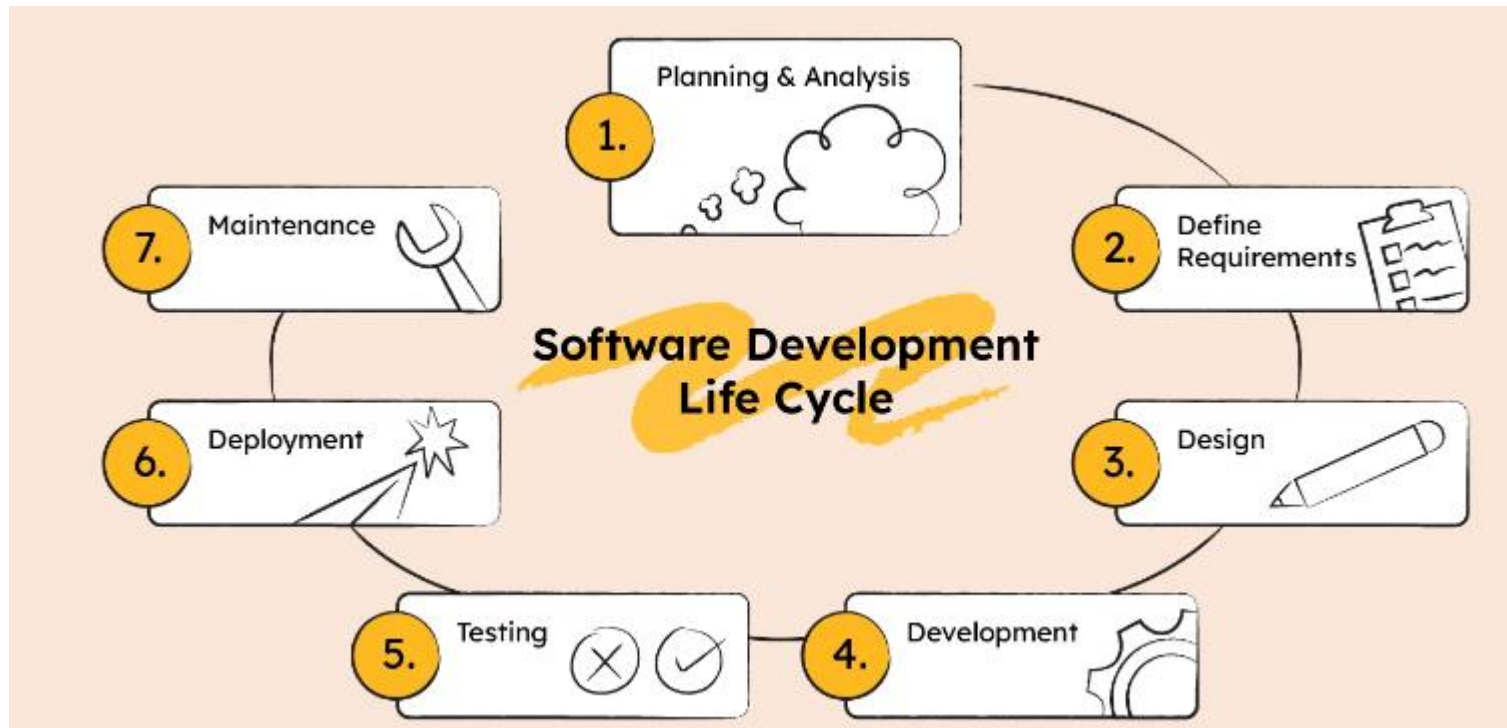 Software Development
Life Cycle
1.
Planning & Analysis
2.
Define
Requirements
3.
Design
4.
Development
5.
Testing
6.
Deployment
7.
Maintenance